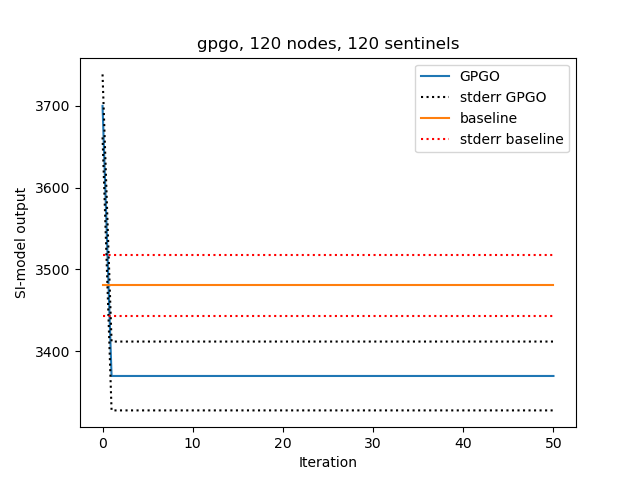 gpgo, 120 nodes, 120 sentinels
GPGO
stderr GPGO
baseline
stderr baseline
SI-model output
3700
3600
3500
3400
0 10 20 30 40 50
Iteration